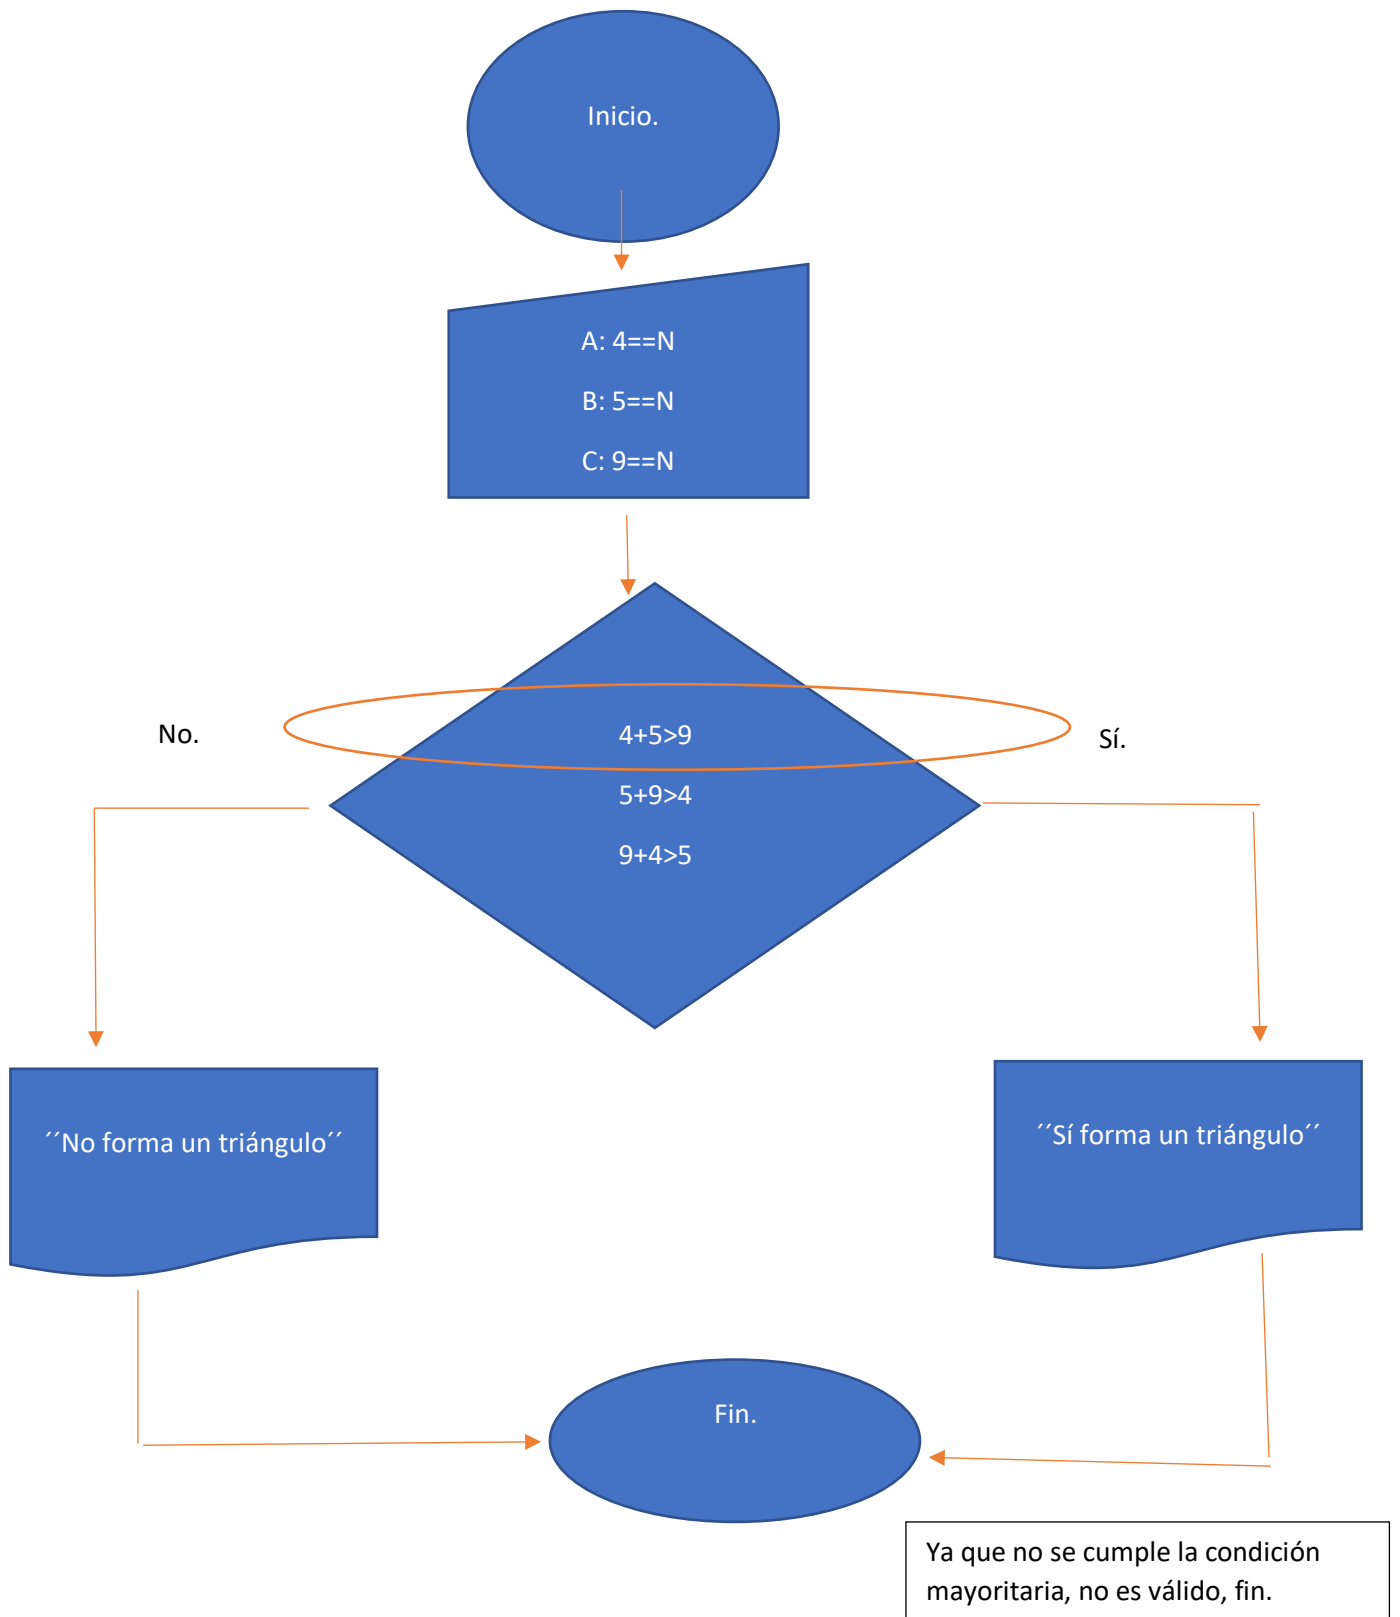 Inicio.
A: 4==N
B: 5==N
C: 9==N
No.
4+5>9
Sí.
5+9>4
9+4>5
´´No forma un triángulo´´
´´Sí forma un triángulo´´
Fin.
Ya que no se cumple la condición
mayoritaria, no es válido, fin.